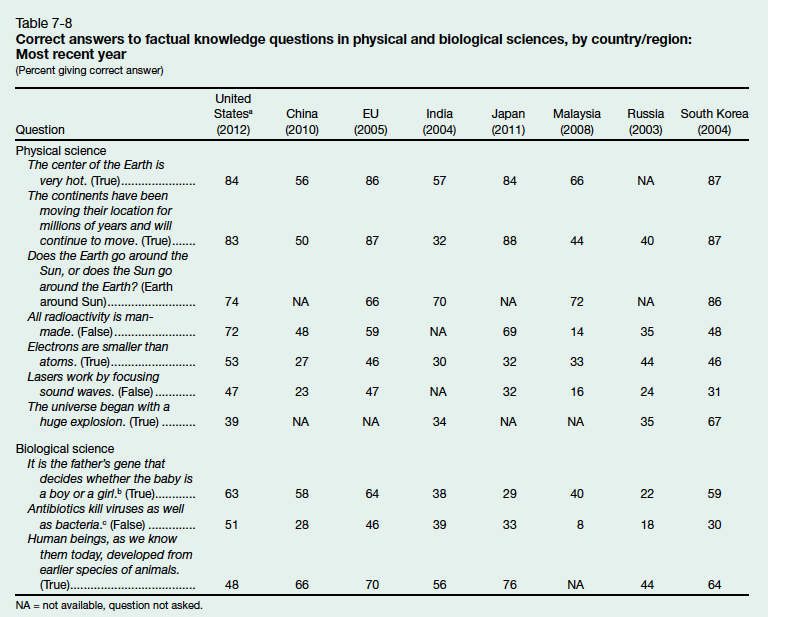 Table 7-8
Correct answers to factual knowledge questions in physical and biological sciences, by country/region:
Most recent year
(Percent giving correct answer)
United
Statesᵃ China EU India Japan Malaysia Russia South Korea
Question (2012) (2010) (2005) (2004) (2011) (2008) (2003) (2004)
Physical science
The center of the Earth is
very hot. (True)...................... 84 56 86 57 84 66 NA 87
The continents have been
moving their location for
millions of years and will
continue to move. (True)....... 83 50 87 32 88 44 40 87
Does the Earth go around the
Sun, or does the Sun go
around the Earth? (Earth
around Sun).......................... 74 NA 66 70 NA 72 NA 86
All radioactivity is man-
made. (False)........................ 72 48 59 NA 69 14 35 48
Electrons are smaller than
atoms. (True)......................... 53 27 46 30 32 33 44 46
Lasers work by focusing
sound waves. (False)............ 47 23 47 NA 32 16 24 31
The universe began with a
huge explosion. (True) .......... 39 NA NA 34 NA NA 35 67
Biological science
It is the father's gene that
decides whether the baby is
a boy or a girl.ᵇ (True)............ 63 58 64 38 29 40 22 59
Antibiotics kill viruses as well
as bacteria.ᶜ (False) .............. 51 28 46 39 33 8 18 30
Human beings, as we know
them today, developed from
earlier species of animals.
(True)..................................... 48 66 70 56 76 NA 44 64
NA = not available, question not asked.